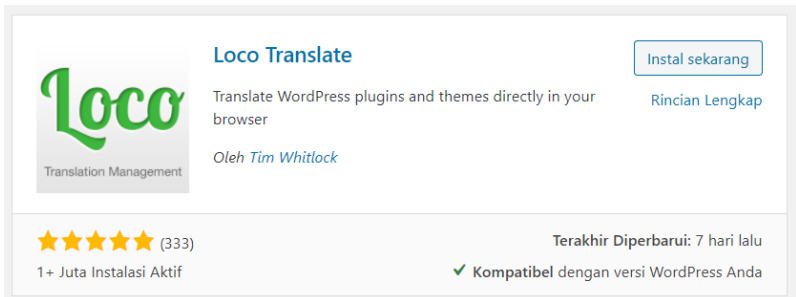 Loco
Translation Management
Loco Translate
Translate WordPress plugins and themes directly in your
browser
Oleh Tim Whitlock
Instal sekarang
Rincian Lengkap
(333)
1+ Juta Instalasi Aktif
Terakhir Diperbarui: 7 hari lalu
Kompatibel dengan versi WordPress Anda